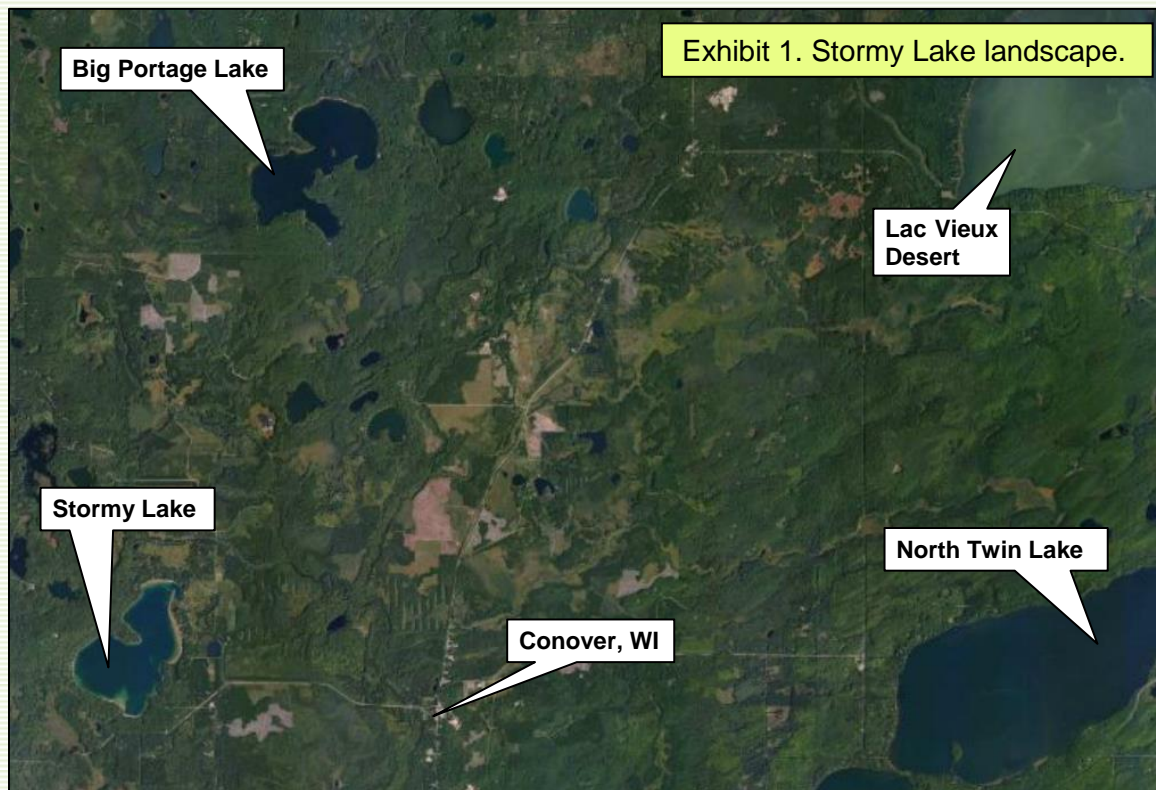 Exhibit 1. Stormy Lake landscape.
Big Portage Lake
Lac Vieux
Desert
Stormy Lake
North Twin Lake
Conover, WI